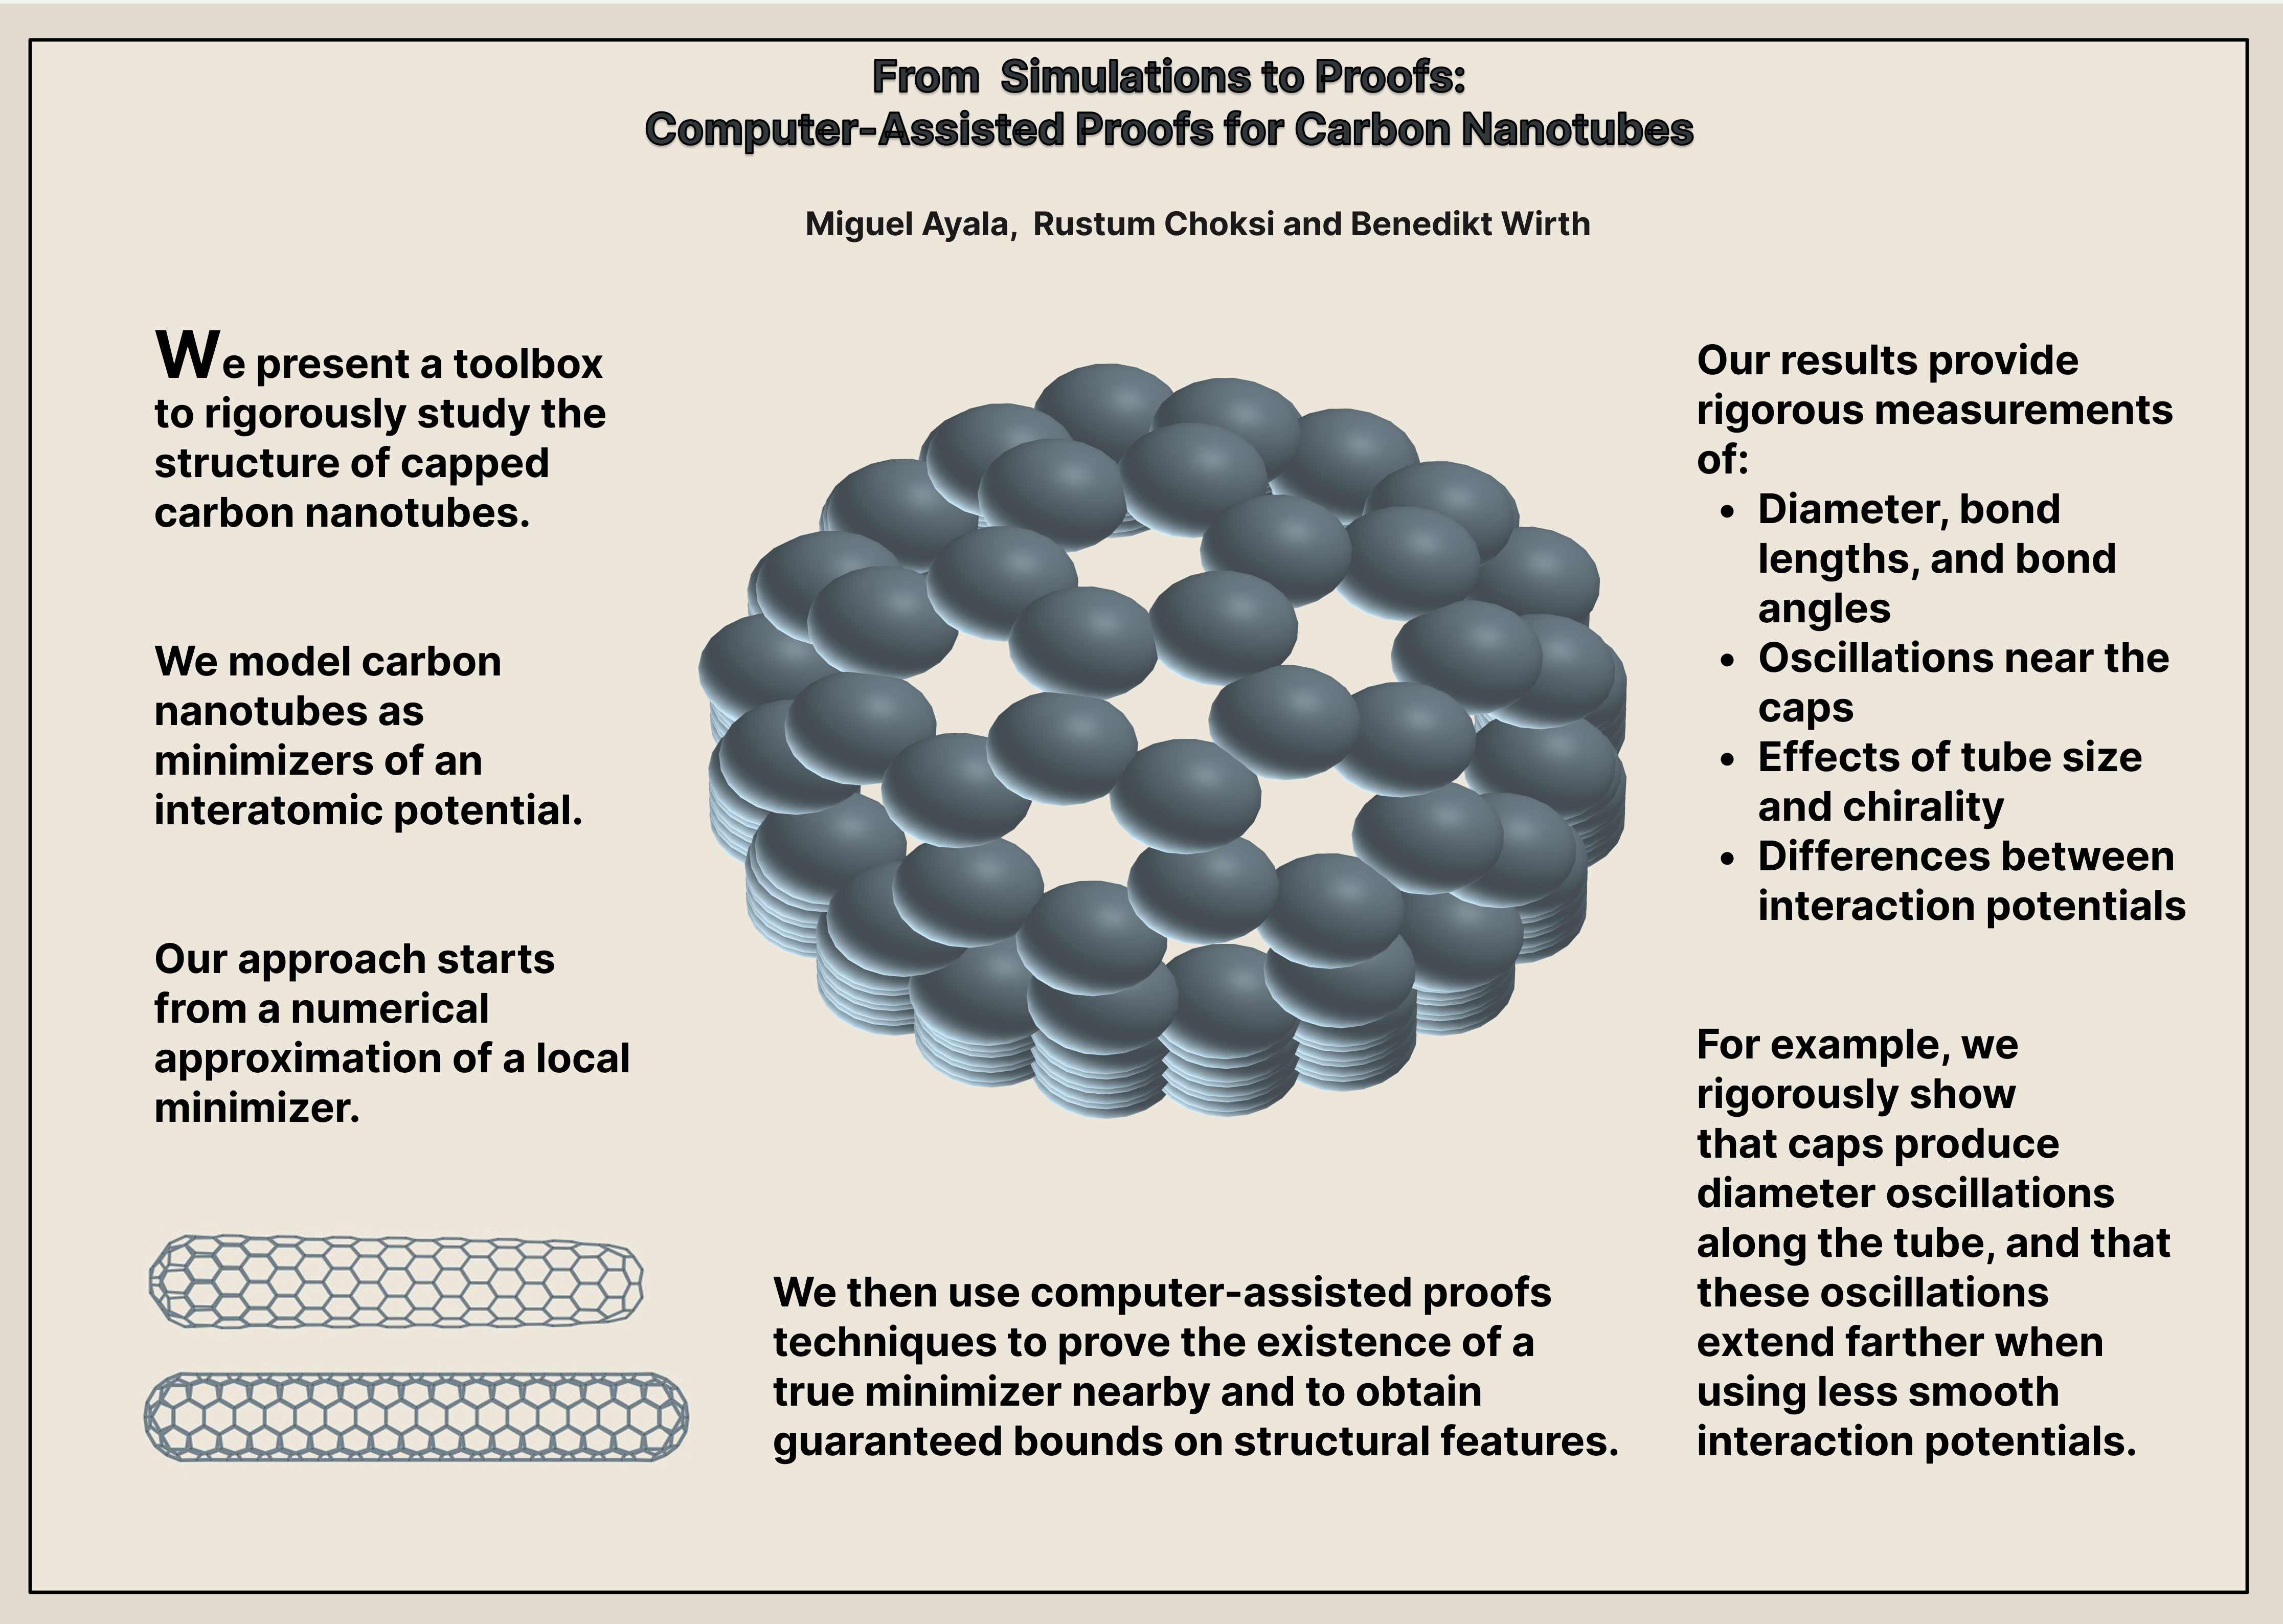 From  Simulations to Proofs:
Computer-Assisted Proofs for Carbon Nanotubes
Miguel Ayala,  Rustum Choksi and Benedikt Wirth
We present a toolbox
to rigorously study the
structure of capped
carbon nanotubes.
We model carbon
nanotubes as
minimizers of an
interatomic potential.
Our approach starts
from a numerical
approximation of a local
minimizer.
We then use computer-assisted proofs
techniques to prove the existence of a
true minimizer nearby and to obtain
guaranteed bounds on structural features.
Our results provide
rigorous measurements
of:
• Diameter, bond
lengths, and bond
angles
• Oscillations near the
caps
• Effects of tube size
and chirality
• Differences between
interaction potentials
For example, we
rigorously show
that caps produce
diameter oscillations
along the tube, and that
these oscillations
extend farther when
using less smooth
interaction potentials.